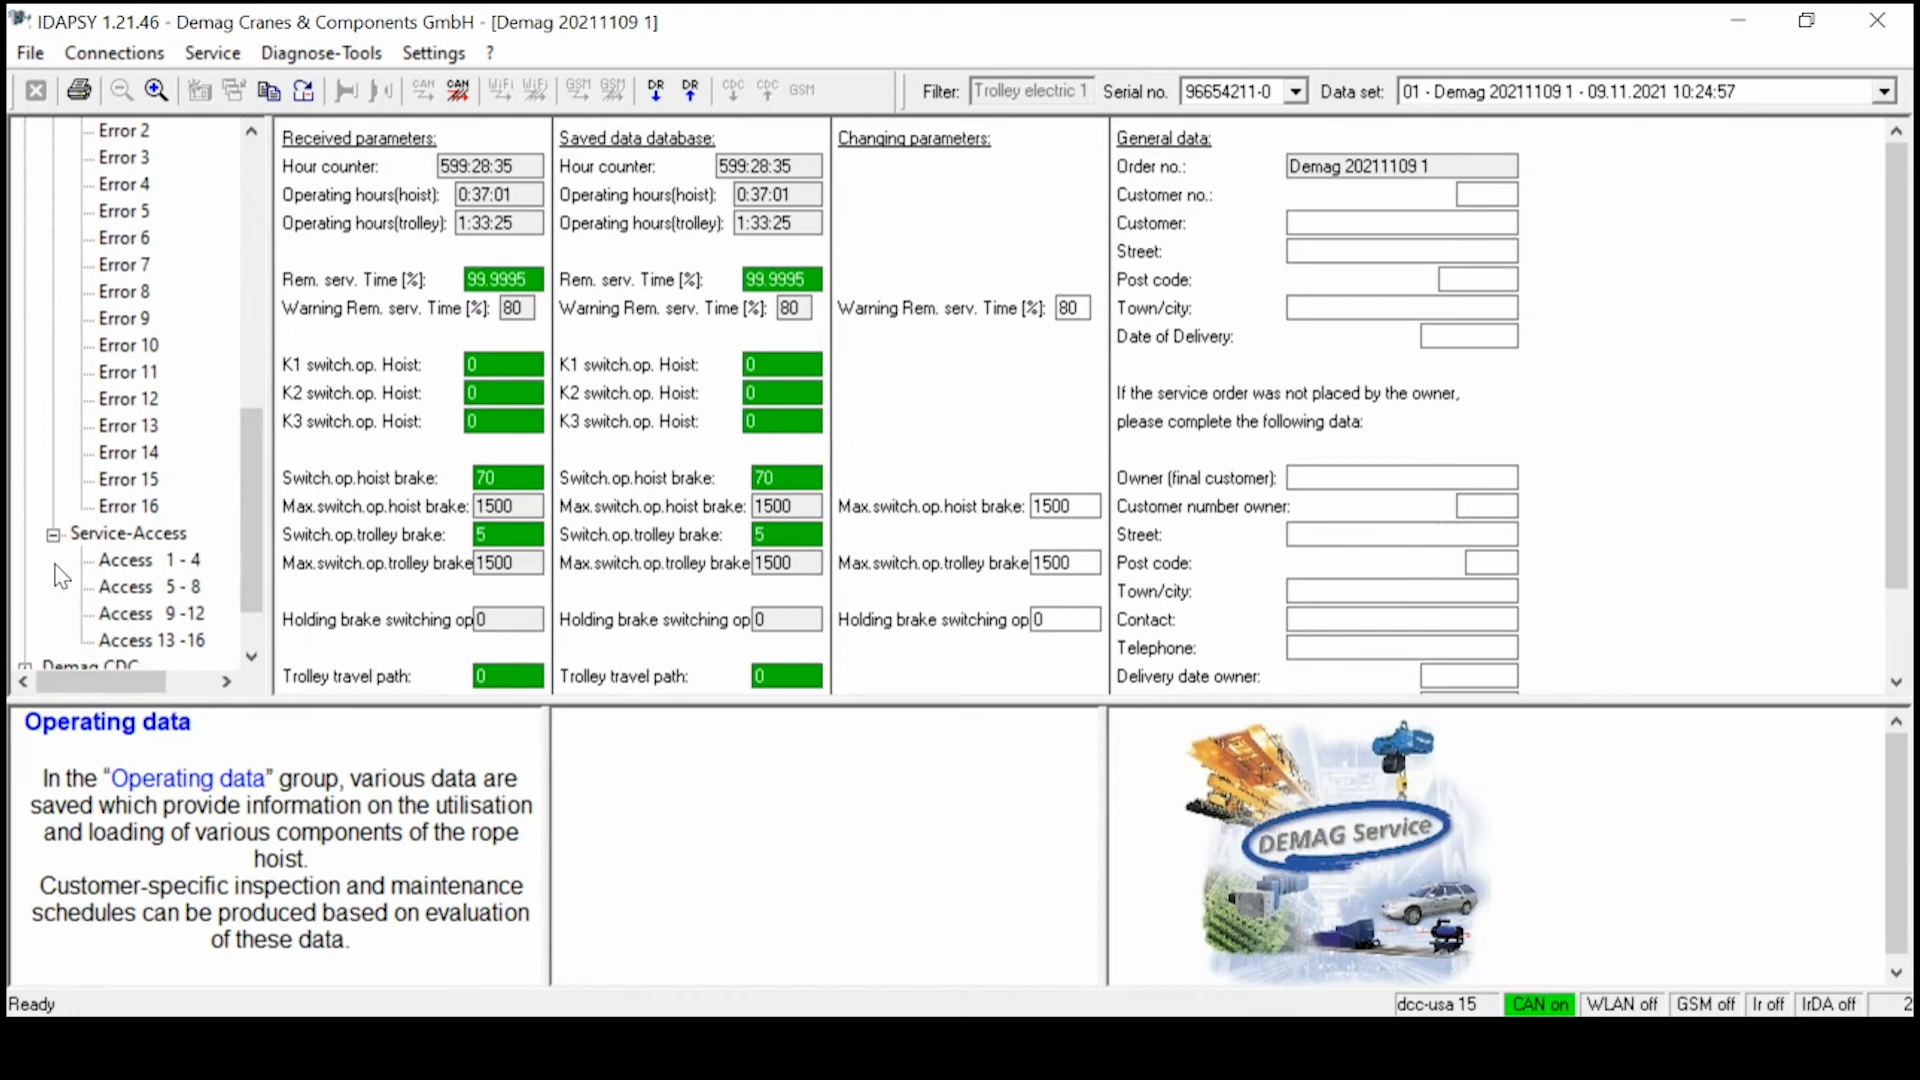 IDAPSY 1.21.46 - Demag Cranes & Components GmbH - [Demag 20211109 1]
File Connections Service Diagnose-Tools Settings ?
CAN CAN WiFi WiFi GSM GSM DR DR CDC CDC GSM Filter: Trolley electric 1 Serial no. 96654211-0 Data set: 01 - Demag 20211109 1 - 09.11.2021 10:24:57
Error 2
Error 3
Error 4
Error 5
Error 6
Error 7
Error 8
Error 9
Error 10
Error 11
Error 12
Error 13
Error 14
Error 15
Error 16
Service-Access
Access 1 - 4
Access 5 - 8
Access 9 -12
Access 13 -16
Demag CDC
Received parameters:
Hour counter: 599:28:35
Operating hours(hoist): 0:37:01
Operating hours(trolley): 1:33:25
Rem. serv. Time [%]: 99.9995
Warning Rem. serv. Time [%]: 80
K1 switch.op. Hoist: 0
K2 switch.op. Hoist: 0
K3 switch.op. Hoist: 0
Switch.op.hoist brake: 70
Max.switch.op.hoist brake: 1500
Switch.op.trolley brake: 5
Max.switch.op.trolley brake 1500
Holding brake switching op 0
Trolley travel path: 0
Saved data database:
Hour counter: 599:28:35
Operating hours(hoist): 0:37:01
Operating hours(trolley): 1:33:25
Rem. serv. Time [%]: 99.9995
Warning Rem. serv. Time [%]: 80
K1 switch.op. Hoist: 0
K2 switch.op. Hoist: 0
K3 switch.op. Hoist: 0
Switch.op.hoist brake: 70
Max.switch.op.hoist brake: 1500
Switch.op.trolley brake: 5
Max.switch.op.trolley brake 1500
Holding brake switching op 0
Trolley travel path: 0
Changing parameters:
Warning Rem. serv. Time [%]: 80
Max.switch.op.hoist brake: 1500
Max.switch.op.trolley brake 1500
Holding brake switching op 0
General data:
Order no.: Demag 20211109 1
Customer no.:
Customer:
Street:
Post code:
Town/city:
Date of Delivery:
If the service order was not placed by the owner,
please complete the following data:
Owner (final customer):
Customer number owner:
Street:
Post code:
Town/city:
Contact:
Telephone:
Delivery date owner:
Operating data
In the “Operating data” group, various data are
saved which provide information on the utilisation
and loading of various components of the rope
hoist.
Customer-specific inspection and maintenance
schedules can be produced based on evaluation
of these data.
DEMAG Service
Ready dcc-usa 15 CAN on WLAN off GSM off Ir off IrDA off 2